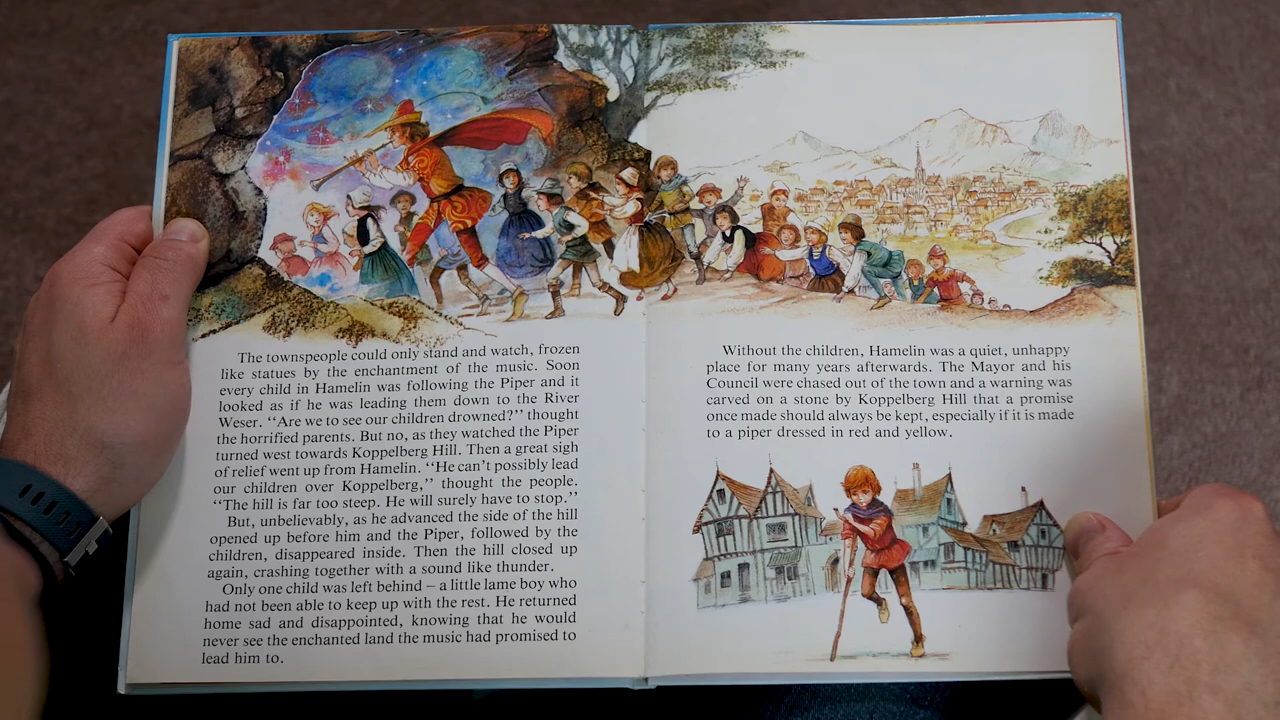 The townspeople could only stand and watch, frozen
like statues by the enchantment of the music. Soon
every child in Hamelin was following the Piper and it
looked as if he was leading them down to the River
Weser. “Are we to see our children drowned?” thought
the horrified parents. But no, as they watched the Piper
turned west towards Koppelberg Hill. Then a great sigh
of relief went up from Hamelin. “He can’t possibly lead
our children over Koppelberg,” thought the people.
“The hill is far too steep. He will surely have to stop.”
But, unbelievably, as he advanced the side of the hill
opened up before him and the Piper, followed by the
children, disappeared inside. Then the hill closed up
again, crashing together with a sound like thunder.
Only one child was left behind – a little lame boy who
had not been able to keep up with the rest. He returned
home sad and disappointed, knowing that he would
never see the enchanted land the music had promised to
lead him to.
Without the children, Hamelin was a quiet, unhappy
place for many years afterwards. The Mayor and his
Council were chased out of the town and a warning was
carved on a stone by Koppelberg Hill that a promise
once made should always be kept, especially if it is made
to a piper dressed in red and yellow.